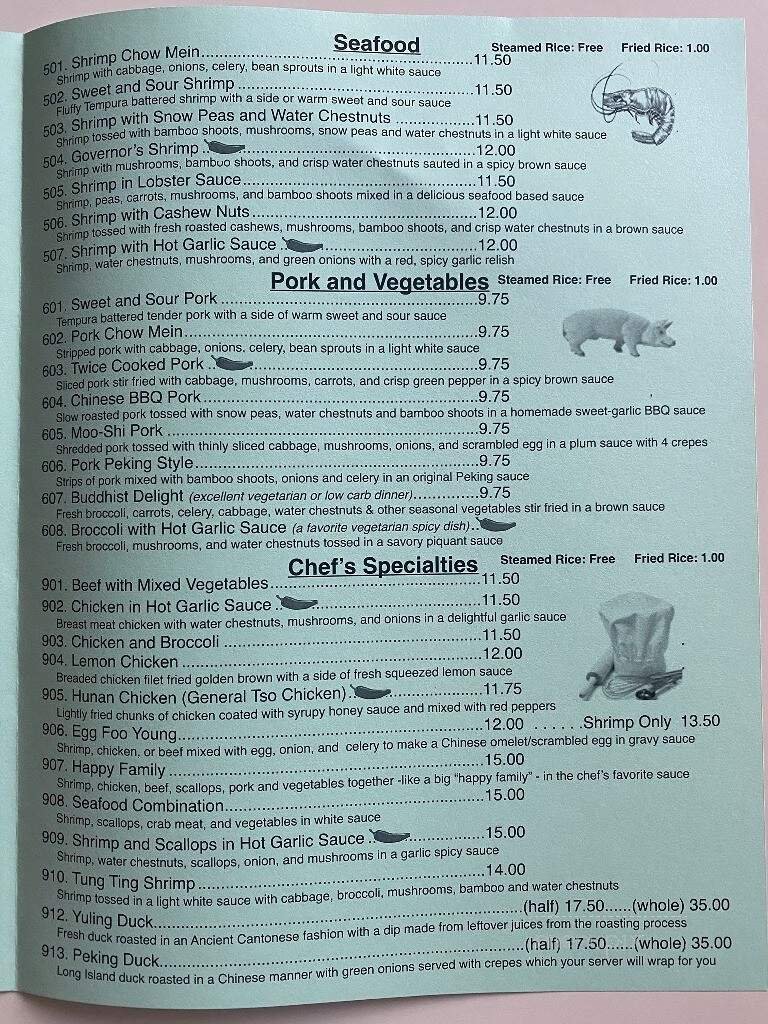 Seafood Steamed Rice: Free Fried Rice: 1.00
501. Shrimp Chow Mein...............................................11.50
Shrimp with cabbage, onions, celery, bean sprouts in a light white sauce
502. Sweet and Sour Shrimp.........................................11.50
Fluffy Tempura battered shrimp with a side or warm sweet and sour sauce
503. Shrimp with Snow Peas and Water Chestnuts ...............11.50
Shrimp tossed with bamboo shoots, mushrooms, snow peas and water chestnuts in a light white sauce
504. Governor's Shrimp.........................................12.00
Shrimp with mushrooms, bamboo shoots, and crisp water chestnuts sauted in a spicy brown sauce
505. Shrimp in Lobster Sauce........................................11.50
Shrimp, peas, carrots, mushrooms, and bamboo shoots mixed in a delicious seafood based sauce
506. Shrimp with Cashew Nuts.......................................12.00
Shrimp tossed with fresh roasted cashews, mushrooms, bamboo shoots, and crisp water chestnuts in a brown sauce
507. Shrimp with Hot Garlic Sauce..........................12.00
Shrimp, water chestnuts, mushrooms, and green onions with a red, spicy garlic relish
Pork and Vegetables Steamed Rice: Free Fried Rice: 1.00
601. Sweet and Sour Pork............................................9.75
Tempura battered tender pork with a side of warm sweet and sour sauce
602. Pork Chow Mein..................................................9.75
Stripped pork with cabbage, onions, celery, bean sprouts in a light white sauce
603. Twice Cooked Pork........................................9.75
Sliced pork stir fried with cabbage, mushrooms, carrots, and crisp green pepper in a spicy brown sauce
604. Chinese BBQ Pork...............................................9.75
Slow roasted pork tossed with snow peas, water chestnuts and bamboo shoots in a homemade sweet-garlic BBQ sauce
605. Moo-Shi Pork.....................................................9.75
Shredded pork tossed with thinly sliced cabbage, mushrooms, onions, and scrambled egg in a plum sauce with 4 crepes
606. Pork Peking Style................................................9.75
Strips of pork mixed with bamboo shoots, onions and celery in an original Peking sauce
607. Buddhist Delight (excellent vegetarian or low carb dinner).............9.75
Fresh broccoli, carrots, celery, cabbage, water chestnuts & other seasonal vegetables stir fried in a brown sauce
608. Broccoli with Hot Garlic Sauce (a favorite vegetarian spicy dish)..
Fresh broccoli, mushrooms, and water chestnuts tossed in a savory piquant sauce
Chef's Specialties Steamed Rice: Free Fried Rice: 1.00
901. Beef with Mixed Vegetables....................................11.50
902. Chicken in Hot Garlic Sauce............................11.50
Breast meat chicken with water chestnuts, mushrooms, and onions in a delightful garlic sauce
903. Chicken and Broccoli............................................11.50
904. Lemon Chicken...................................................12.00
Breaded chicken filet fried golden brown with a side of fresh squeezed lemon sauce
905. Hunan Chicken (General Tso Chicken)..................11.75
Lightly fried chunks of chicken coated with syrupy honey sauce and mixed with red peppers
906. Egg Foo Young...................................................12.00 . . . . . .Shrimp Only 13.50
Shrimp, chicken, or beef mixed with egg, onion, and celery to make a Chinese omelet/scrambled egg in gravy sauce
907. Happy Family....................................................15.00
Shrimp, chicken, beef, scallops, pork and vegetables together -like a big "happy family" - in the chef's favorite sauce
908. Seafood Combination...........................................15.00
Shrimp, scallops, crab meat, and vegetables in white sauce
909. Shrimp and Scallops in Hot Garlic Sauce..................15.00
Shrimp, water chestnuts, scallops, onion, and mushrooms in a garlic spicy sauce
910. Tung Ting Shrimp................................................14.00
Shrimp tossed in a light white sauce with cabbage, broccoli, mushrooms, bamboo and water chestnuts
912. Yuling Duck.......................................................(half) 17.50......(whole) 35.00
Fresh duck roasted in an Ancient Cantonese fashion with a dip made from leftover juices from the roasting process
913. Peking Duck.......................................................(half) 17.50......(whole) 35.00
Long Island duck roasted in a Chinese manner with green onions served with crepes which your server will wrap for you